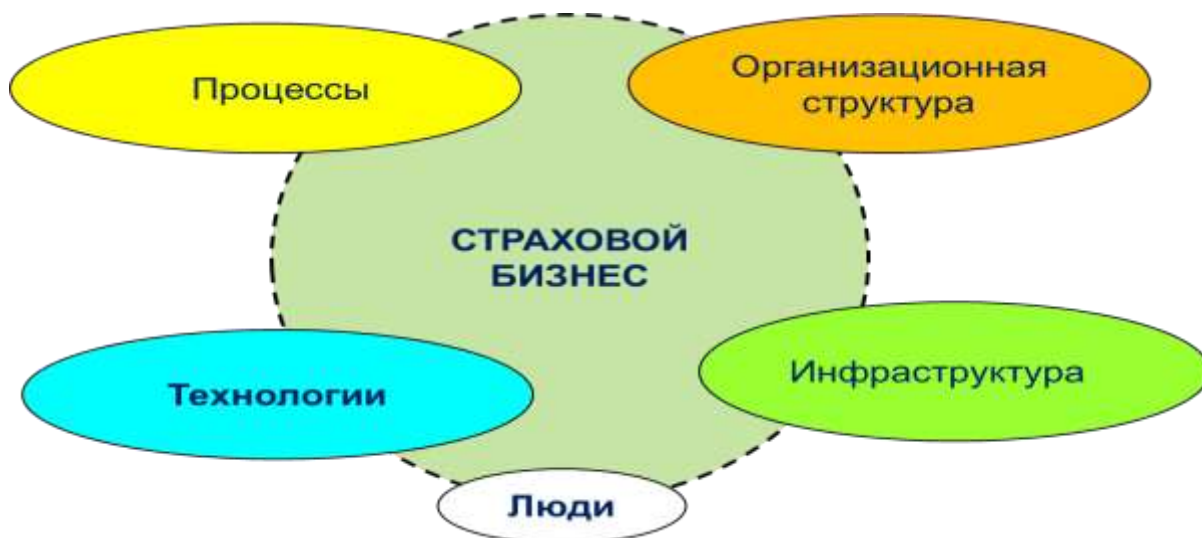 Процессы
Организационная
структура
СТРАХОВОЙ
БИЗНЕС
Технологии
Инфраструктура
Люди